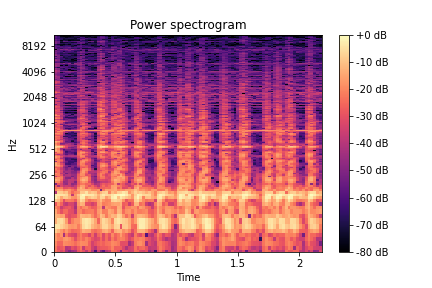 Power spectrogram
Hz
8192
4096
2048
1024
512
256
128
64
0
0
0.5
1
1.5
2
Time
+0 dB
-10 dB
-20 dB
-30 dB
-40 dB
-50 dB
-60 dB
-70 dB
-80 dB